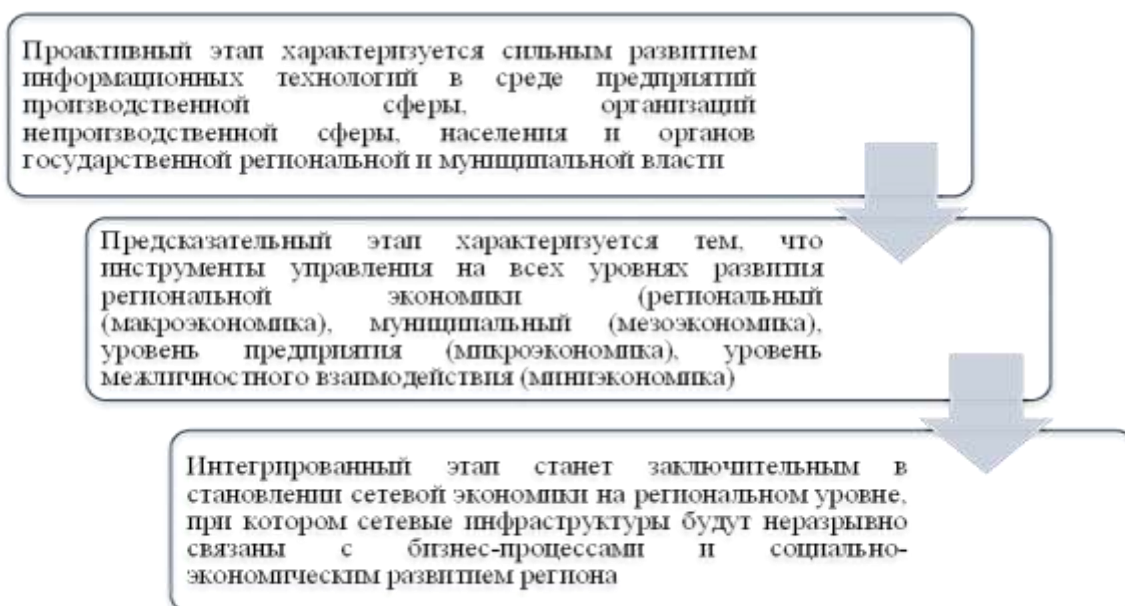 Проактивный этап характеризуется сильным развитием
информационных технологий в среде предприятий
производственной сферы, организаций
непроизводственной сферы, населения и органов
государственной региональной и муниципальной власти
Предсказательный этап характеризуется тем, что
инструменты управления на всех уровнях развития
региональной экономики (региональный
(макроэкономика), муниципальный (мезоэкономика),
уровень предприятия (микроэкономика), уровень
межличностного взаимодействия (миниэкономика)
Интегрированный этап станет заключительным в
становлении сетевой экономики на региональном уровне,
при котором сетевые инфраструктуры будут неразрывно
связаны с бизнес-процессами и социально-
экономическим развитием региона